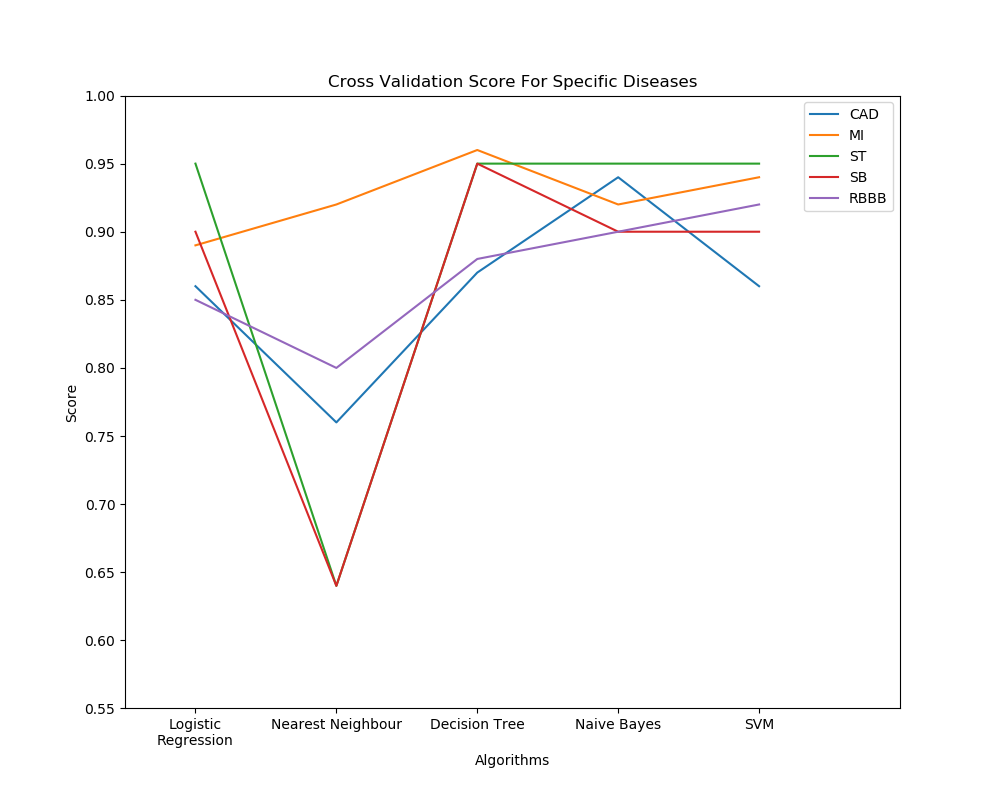 Cross Validation Score For Specific Diseases
1.00
0.95
0.90
0.85
0.80
0.75
0.70
0.65
0.60
0.55
Score
CAD
MI
ST
SB
RBBB
Logistic
Regression
Nearest Neighbour
Decision Tree
Naive Bayes
SVM
Algorithms